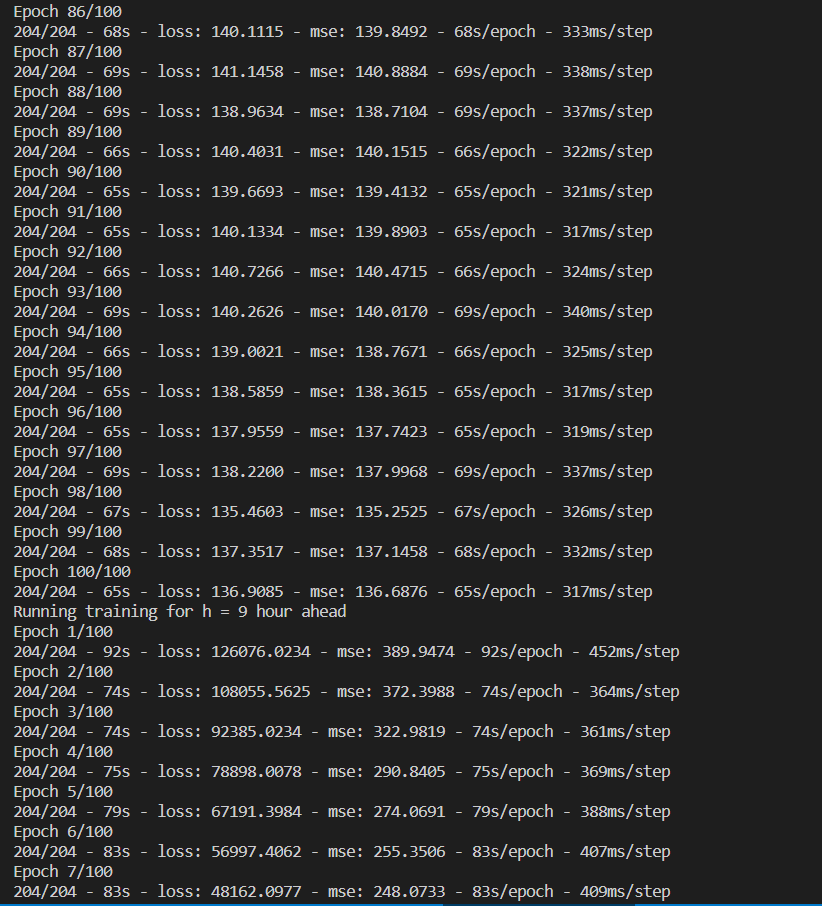 Epoch 86/100
204/204 - 68s - loss: 140.1115 - mse: 139.8492 - 68s/epoch - 333ms/step
Epoch 87/100
204/204 - 69s - loss: 141.1458 - mse: 140.8884 - 69s/epoch - 338ms/step
Epoch 88/100
204/204 - 69s - loss: 138.9634 - mse: 138.7104 - 69s/epoch - 337ms/step
Epoch 89/100
204/204 - 66s - loss: 140.4031 - mse: 140.1515 - 66s/epoch - 322ms/step
Epoch 90/100
204/204 - 65s - loss: 139.6693 - mse: 139.4132 - 65s/epoch - 321ms/step
Epoch 91/100
204/204 - 65s - loss: 140.1334 - mse: 139.8903 - 65s/epoch - 317ms/step
Epoch 92/100
204/204 - 66s - loss: 140.7266 - mse: 140.4715 - 66s/epoch - 324ms/step
Epoch 93/100
204/204 - 69s - loss: 140.2626 - mse: 140.0170 - 69s/epoch - 340ms/step
Epoch 94/100
204/204 - 66s - loss: 139.0021 - mse: 138.7671 - 66s/epoch - 325ms/step
Epoch 95/100
204/204 - 65s - loss: 138.5859 - mse: 138.3615 - 65s/epoch - 317ms/step
Epoch 96/100
204/204 - 65s - loss: 137.9559 - mse: 137.7423 - 65s/epoch - 319ms/step
Epoch 97/100
204/204 - 69s - loss: 138.2200 - mse: 137.9968 - 69s/epoch - 337ms/step
Epoch 98/100
204/204 - 67s - loss: 135.4603 - mse: 135.2525 - 67s/epoch - 326ms/step
Epoch 99/100
204/204 - 68s - loss: 137.3517 - mse: 137.1458 - 68s/epoch - 332ms/step
Epoch 100/100
204/204 - 65s - loss: 136.9085 - mse: 136.6876 - 65s/epoch - 317ms/step
Running training for h = 9 hour ahead
Epoch 1/100
204/204 - 92s - loss: 126076.0234 - mse: 389.9474 - 92s/epoch - 452ms/step
Epoch 2/100
204/204 - 74s - loss: 108055.5625 - mse: 372.3988 - 74s/epoch - 364ms/step
Epoch 3/100
204/204 - 74s - loss: 92385.0234 - mse: 322.9819 - 74s/epoch - 361ms/step
Epoch 4/100
204/204 - 75s - loss: 78898.0078 - mse: 290.8405 - 75s/epoch - 369ms/step
Epoch 5/100
204/204 - 79s - loss: 67191.3984 - mse: 274.0691 - 79s/epoch - 388ms/step
Epoch 6/100
204/204 - 83s - loss: 56997.4062 - mse: 255.3506 - 83s/epoch - 407ms/step
Epoch 7/100
204/204 - 83s - loss: 48162.0977 - mse: 248.0733 - 83s/epoch - 409ms/step